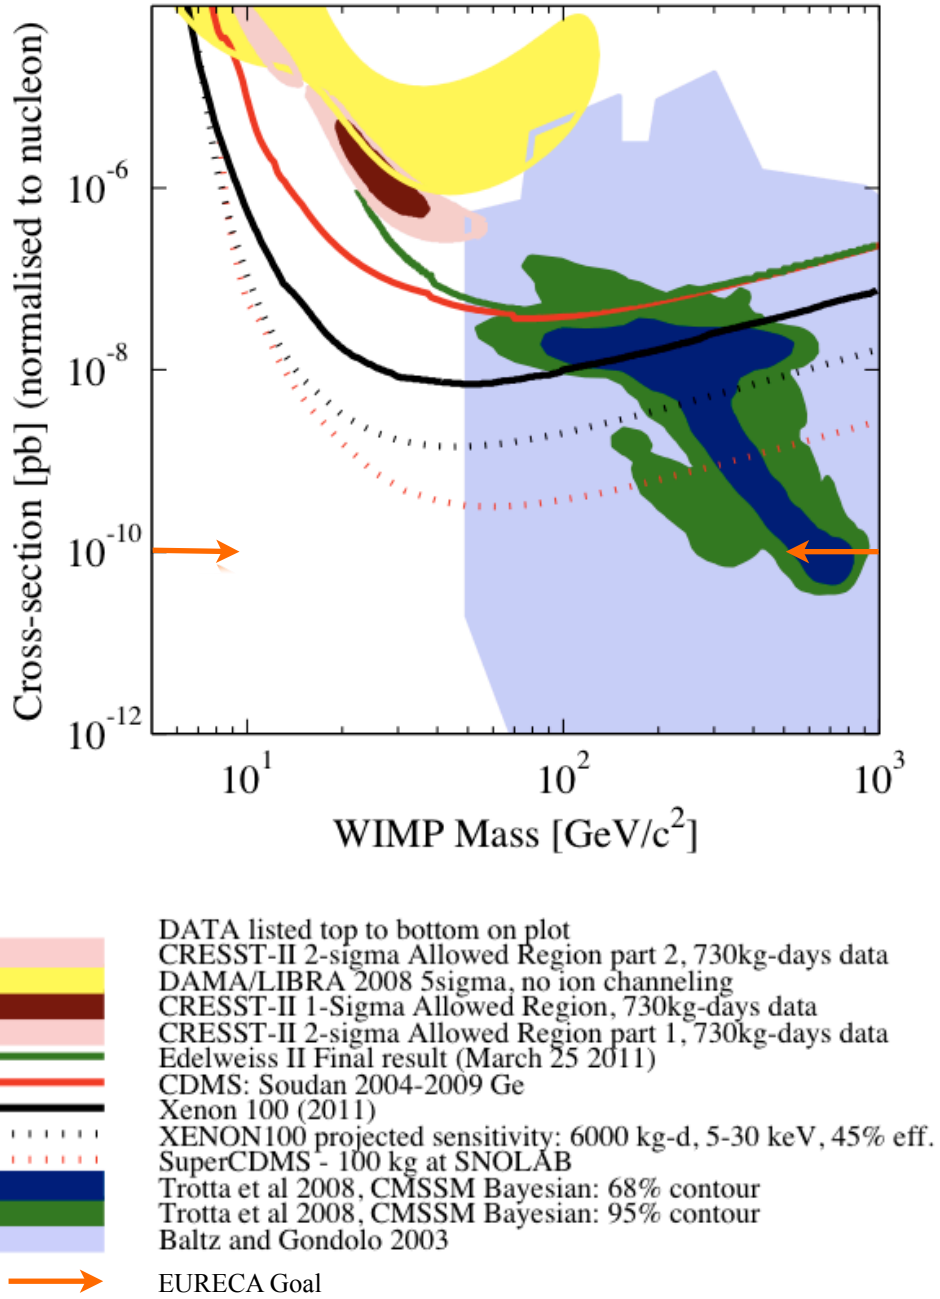 Cross-section [pb] (normalised to nucleon)
10^-6
10^-8
10^-10
10^-12
10^1 10^2 10^3
WIMP Mass [GeV/c^2]
DATA listed top to bottom on plot
CRESST-II 2-sigma Allowed Region part 2, 730kg-days data
DAMA/LIBRA 2008 5sigma, no ion channeling
CRESST-II 1-Sigma Allowed Region, 730kg-days data
CRESST-II 2-sigma Allowed Region part 1, 730kg-days data
Edelweiss II Final result (March 25 2011)
CDMS: Soudan 2004-2009 Ge
Xenon 100 (2011)
XENON100 projected sensitivity: 6000 kg-d, 5-30 keV, 45% eff.
SuperCDMS - 100 kg at SNOLAB
Trotta et al 2008, CMSSM Bayesian: 68% contour
Trotta et al 2008, CMSSM Bayesian: 95% contour
Baltz and Gondolo 2003
EURECA Goal